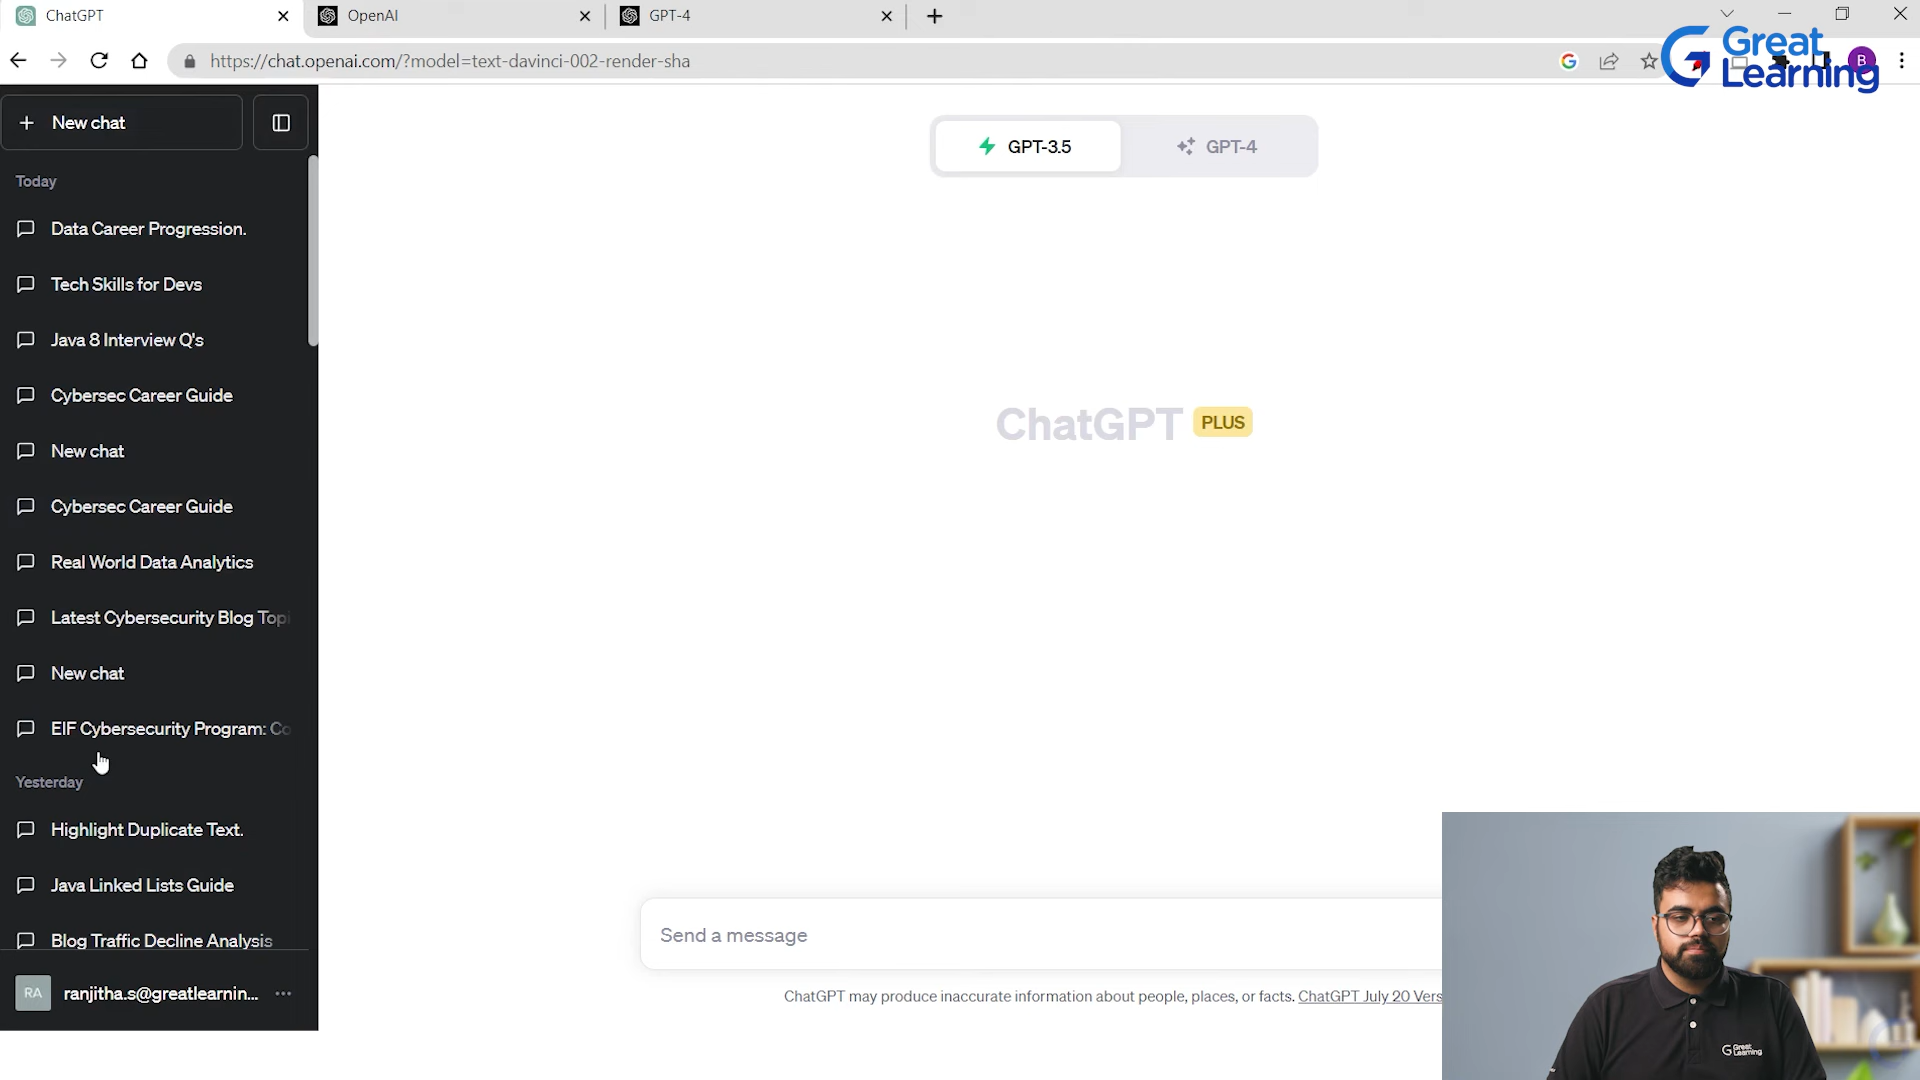 ChatGPT
OpenAI
GPT-4
https://chat.openai.com/?model=text-davinci-002-render-sha
B
Great
Learning
New chat
GPT-3.5
GPT-4
Today
Data Career Progression.
Tech Skills for Devs
Java 8 Interview Q's
Cybersec Career Guide
New chat
Cybersec Career Guide
Real World Data Analytics
Latest Cybersecurity Blog Topi
New chat
EIF Cybersecurity Program: Co
Yesterday
Highlight Duplicate Text.
Java Linked Lists Guide
Blog Traffic Decline Analysis
RA
ranjitha.s@greatlearnin...
ChatGPT PLUS
Send a message
ChatGPT may produce inaccurate information about people, places, or facts. ChatGPT July 20 Vers
Great
Learning